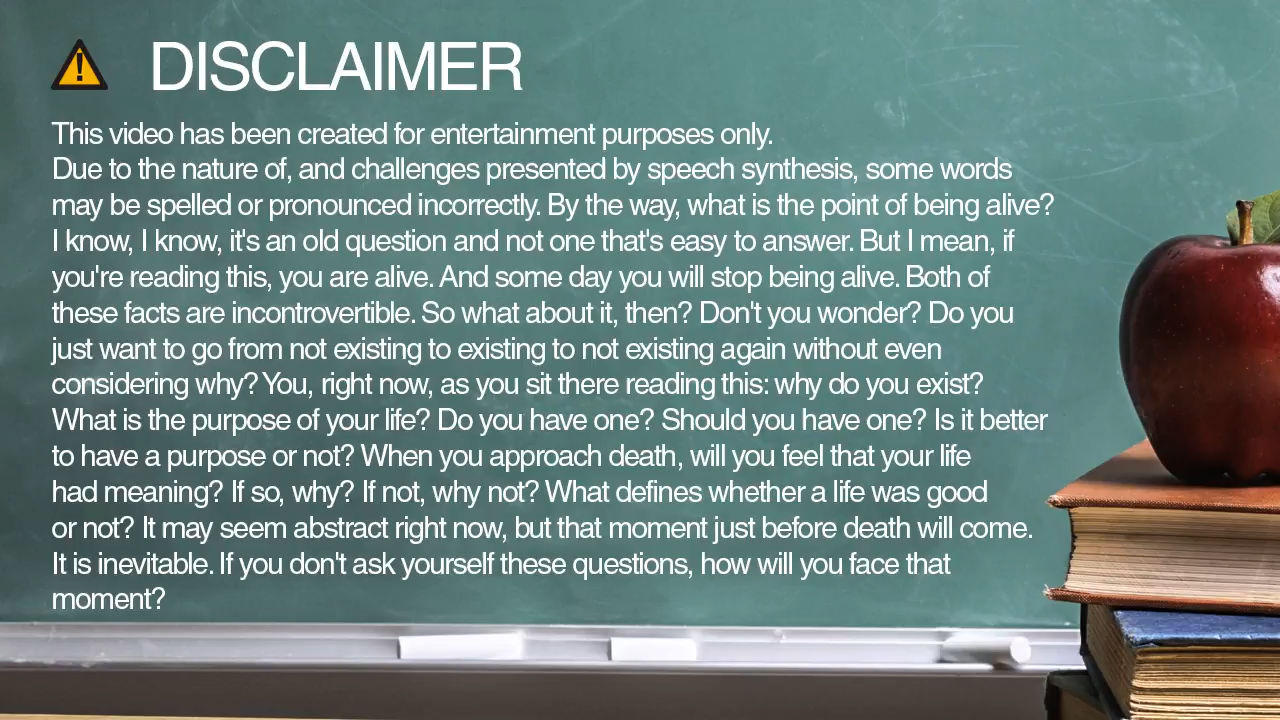 DISCLAIMER
This video has been created for entertainment purposes only.
Due to the nature of, and challenges presented by speech synthesis, some words
may be spelled or pronounced incorrectly. By the way, what is the point of being alive?
I know, I know, it's an old question and not one that's easy to answer. But I mean, if
you're reading this, you are alive. And some day you will stop being alive. Both of
these facts are incontrovertible. So what about it, then? Don't you wonder? Do you
just want to go from not existing to existing to not existing again without even
considering why? You, right now, as you sit there reading this: why do you exist?
What is the purpose of your life? Do you have one? Should you have one? Is it better
to have a purpose or not? When you approach death, will you feel that your life
had meaning? If so, why? If not, why not? What defines whether a life was good
or not? It may seem abstract right now, but that moment just before death will come.
It is inevitable. If you don't ask yourself these questions, how will you face that
moment?